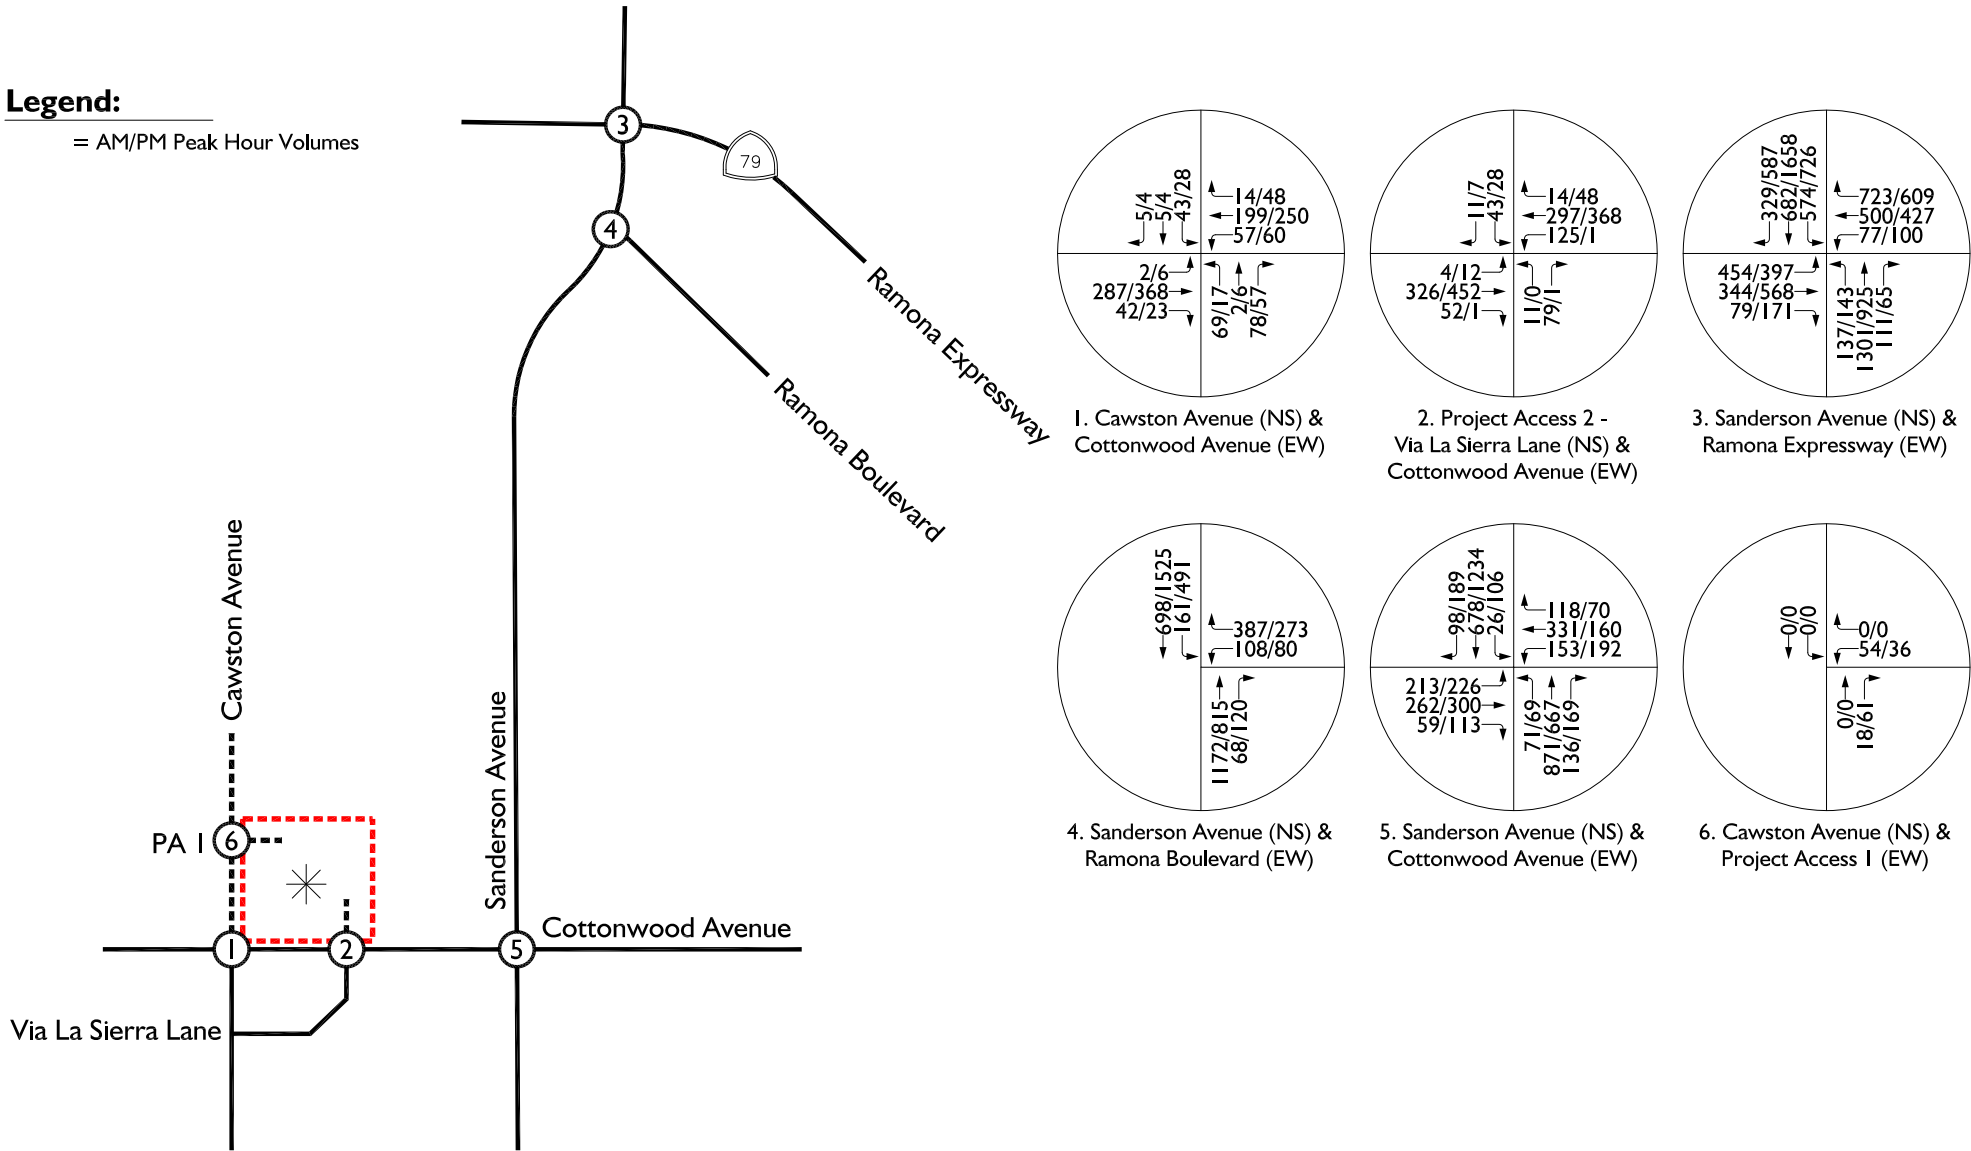 Legend:
= AM/PM Peak Hour Volumes
3
79
4
Ramona Expressway
Ramona Boulevard
Cawston Avenue
Sanderson Avenue
PA 1
6
1
2
5
Cottonwood Avenue
Via La Sierra Lane
5/4
5/4
43/28
14/48
199/250
57/60
2/6
287/368
42/23
69/17
2/6
78/57
1. Cawston Avenue (NS) &
Cottonwood Avenue (EW)
11/7
43/28
14/48
297/368
125/1
4/12
326/452
52/1
11/0
79/1
2. Project Access 2 -
Via La Sierra Lane (NS) &
Cottonwood Avenue (EW)
329/587
682/1658
574/726
723/609
500/427
77/100
454/397
344/568
79/171
137/143
1301/925
111/65
3. Sanderson Avenue (NS) &
Ramona Expressway (EW)
698/1525
161/491
387/273
108/80
1172/815
68/120
4. Sanderson Avenue (NS) &
Ramona Boulevard (EW)
98/189
678/1234
26/106
118/70
331/160
153/192
213/226
262/300
59/113
71/69
871/667
136/169
5. Sanderson Avenue (NS) &
Cottonwood Avenue (EW)
0/0
0/0
0/0
54/36
0/0
18/61
6. Cawston Avenue (NS) &
Project Access 1 (EW)